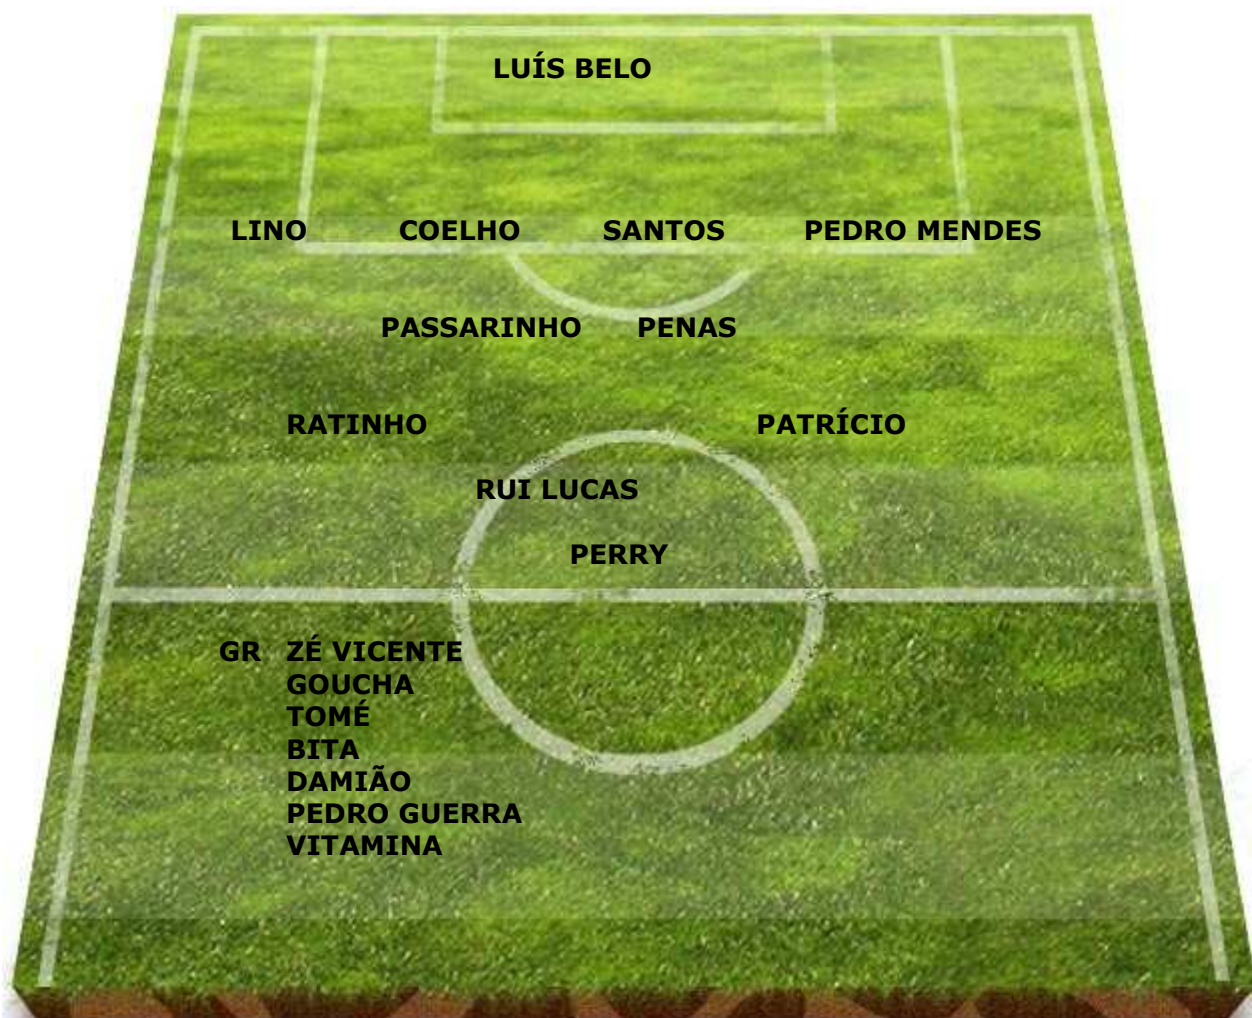 LUÍS BELO
LINO COELHO SANTOS PEDRO MENDES
PASSARINHO PENAS
RATINHO PATRÍCIO
RUI LUCAS
PERRY
GR ZÉ VICENTE
GOUCHA
TOMÉ
BITA
DAMIÃO
PEDRO GUERRA
VITAMINA